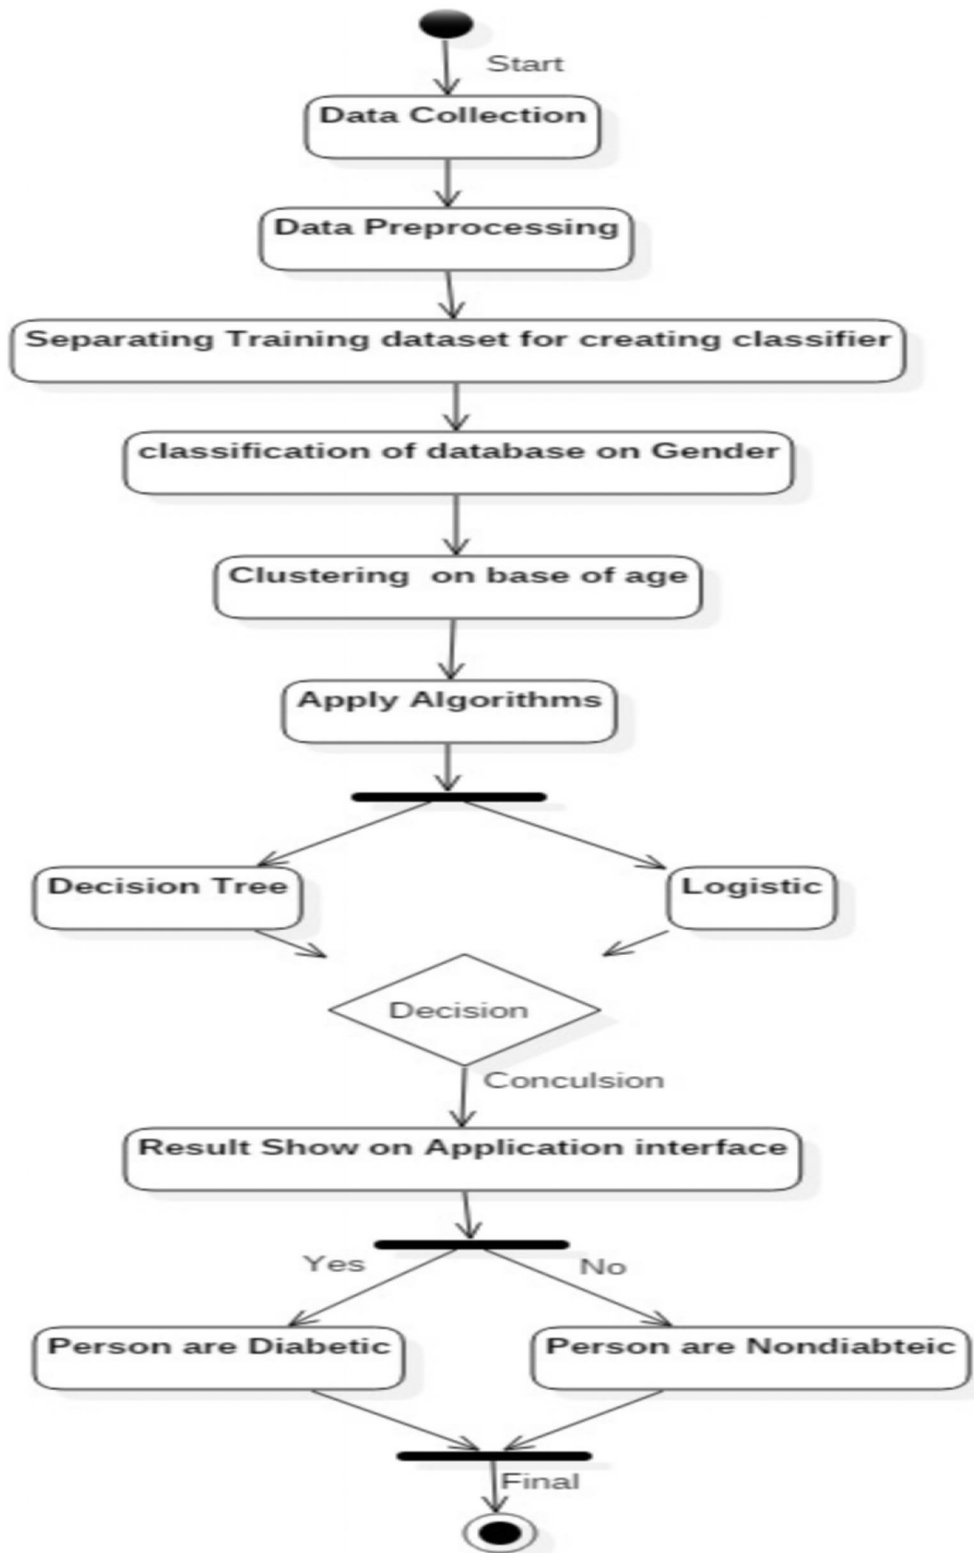 Start
Data Collection
Data Preprocessing
Separating Training dataset for creating classifier
classification of database on Gender
Clustering  on base of age
Apply Algorithms
Decision Tree
Logistic
Decision
Conculsion
Result Show on Application interface
Yes
No
Person are Diabetic
Person are Nondiabteic
Final